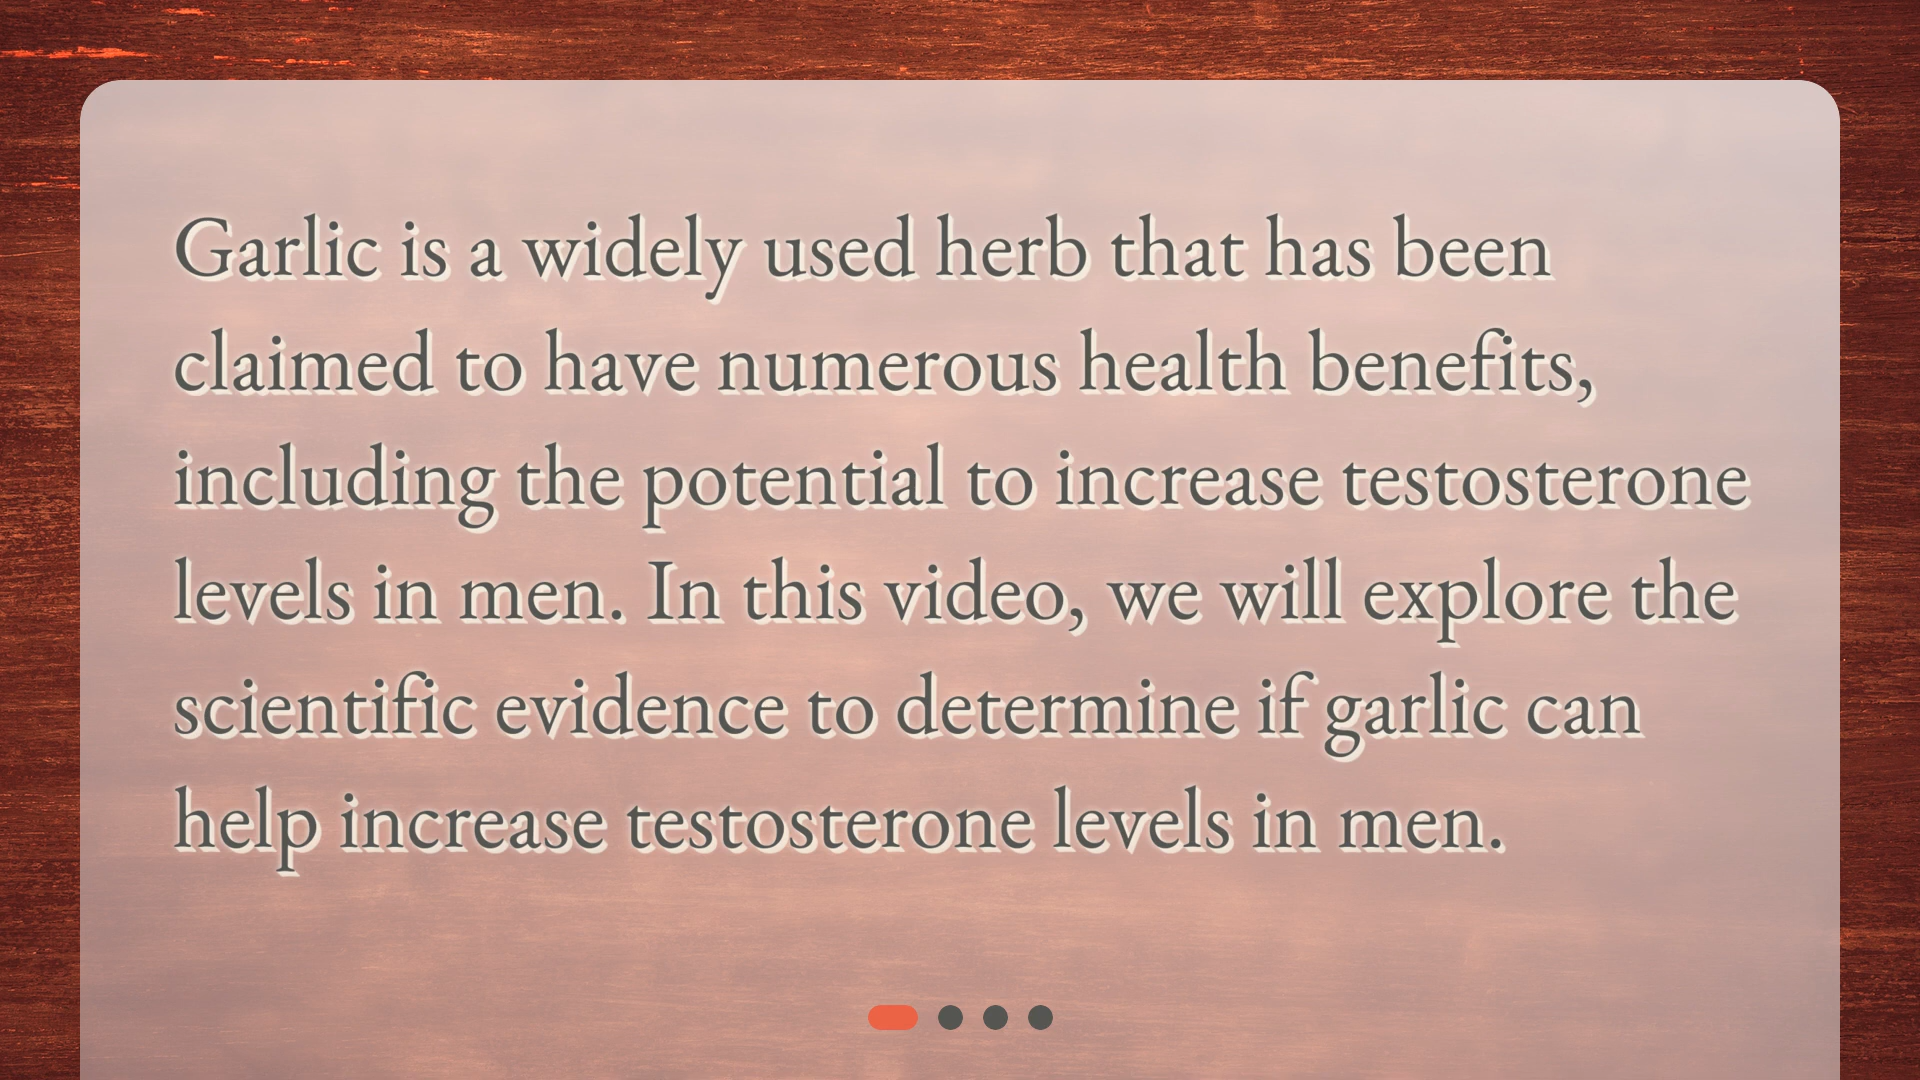 Garlic is a widely used herb that has been
claimed to have numerous health benefits,
including the potential to increase testosterone
levels in men. In this video, we will explore the
scientific evidence to determine if garlic can
help increase testosterone levels in men.